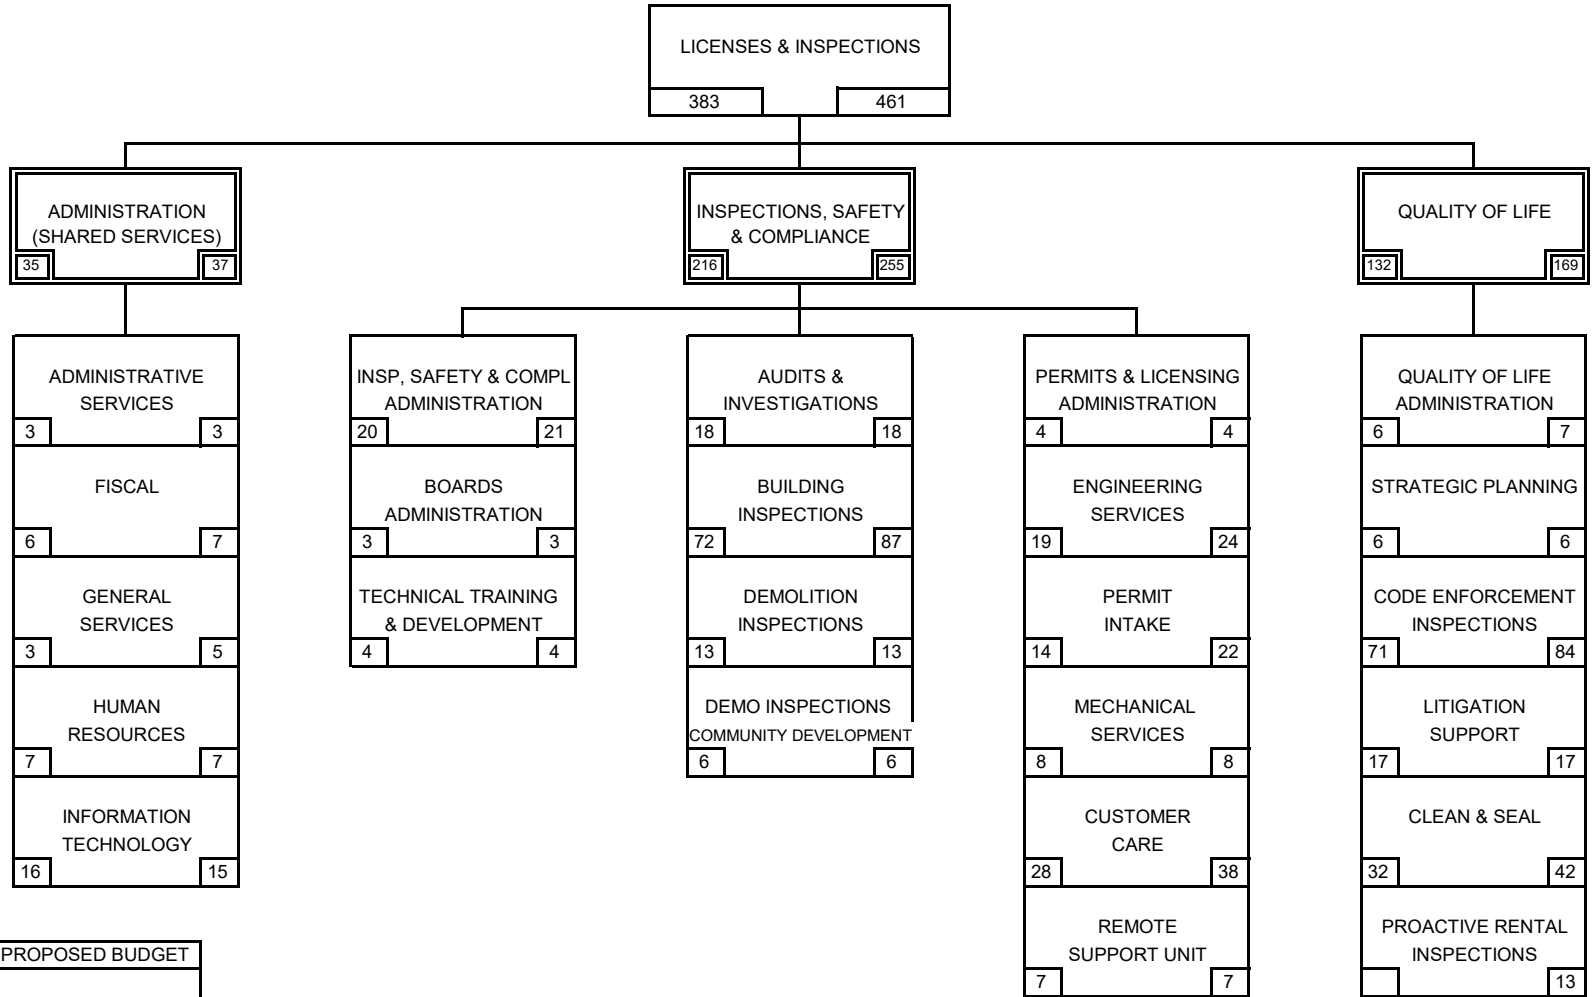 LICENSES & INSPECTIONS
383 461
ADMINISTRATION
(SHARED SERVICES)
35 37
INSPECTIONS, SAFETY
& COMPLIANCE
216 255
QUALITY OF LIFE
132 169
ADMINISTRATIVE
SERVICES
3 3
FISCAL
6 7
GENERAL
SERVICES
3 5
HUMAN
RESOURCES
7 7
INFORMATION
TECHNOLOGY
16 15
INSP, SAFETY & COMPL
ADMINISTRATION
20 21
BOARDS
ADMINISTRATION
3 3
TECHNICAL TRAINING
& DEVELOPMENT
4 4
AUDITS &
INVESTIGATIONS
18 18
BUILDING
INSPECTIONS
72 87
DEMOLITION
INSPECTIONS
13 13
DEMO INSPECTIONS
COMMUNITY DEVELOPMENT
6 6
PERMITS & LICENSING
ADMINISTRATION
4 4
ENGINEERING
SERVICES
19 24
PERMIT
INTAKE
14 22
MECHANICAL
SERVICES
8 8
CUSTOMER
CARE
28 38
REMOTE
SUPPORT UNIT
7 7
QUALITY OF LIFE
ADMINISTRATION
6 7
STRATEGIC PLANNING
6 6
CODE ENFORCEMENT
INSPECTIONS
71 84
LITIGATION
SUPPORT
17 17
CLEAN & SEAL
32 42
PROACTIVE RENTAL
INSPECTIONS
13
PROPOSED BUDGET